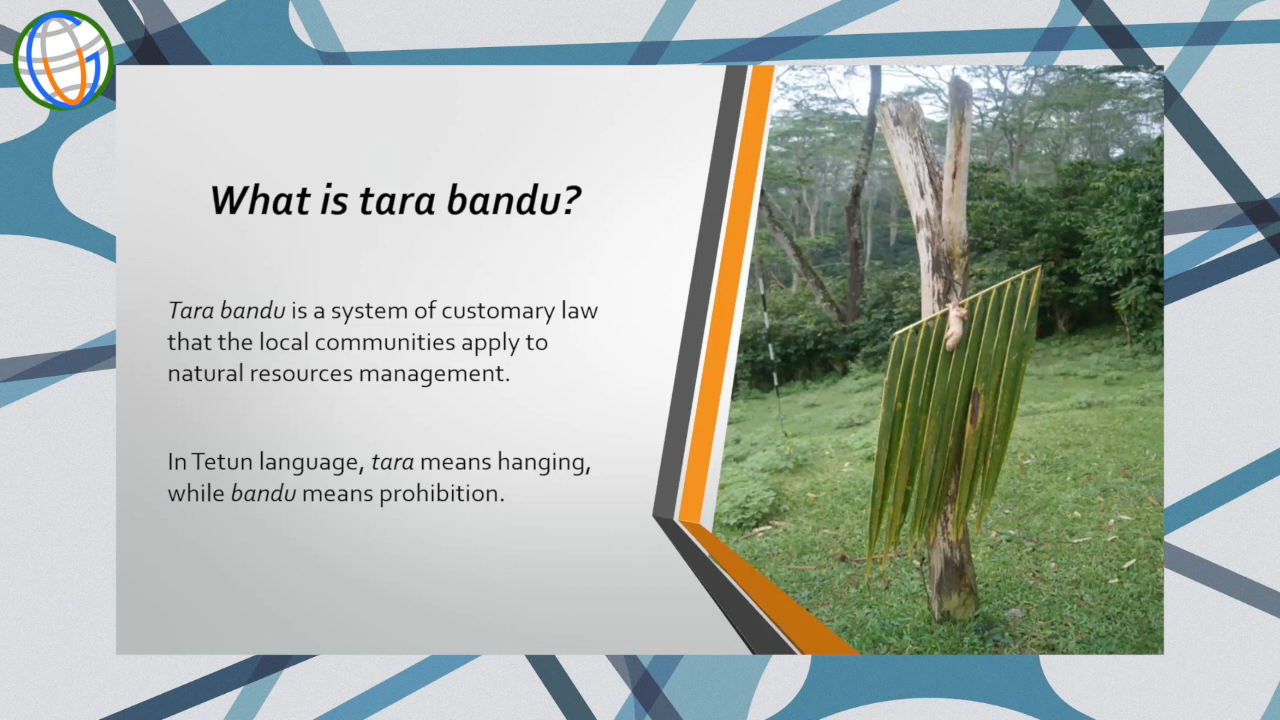 What is tara bandu?
Tara bandu is a system of customary law
that the local communities apply to
natural resources management.
In Tetun language, tara means hanging,
while bandu means prohibition.